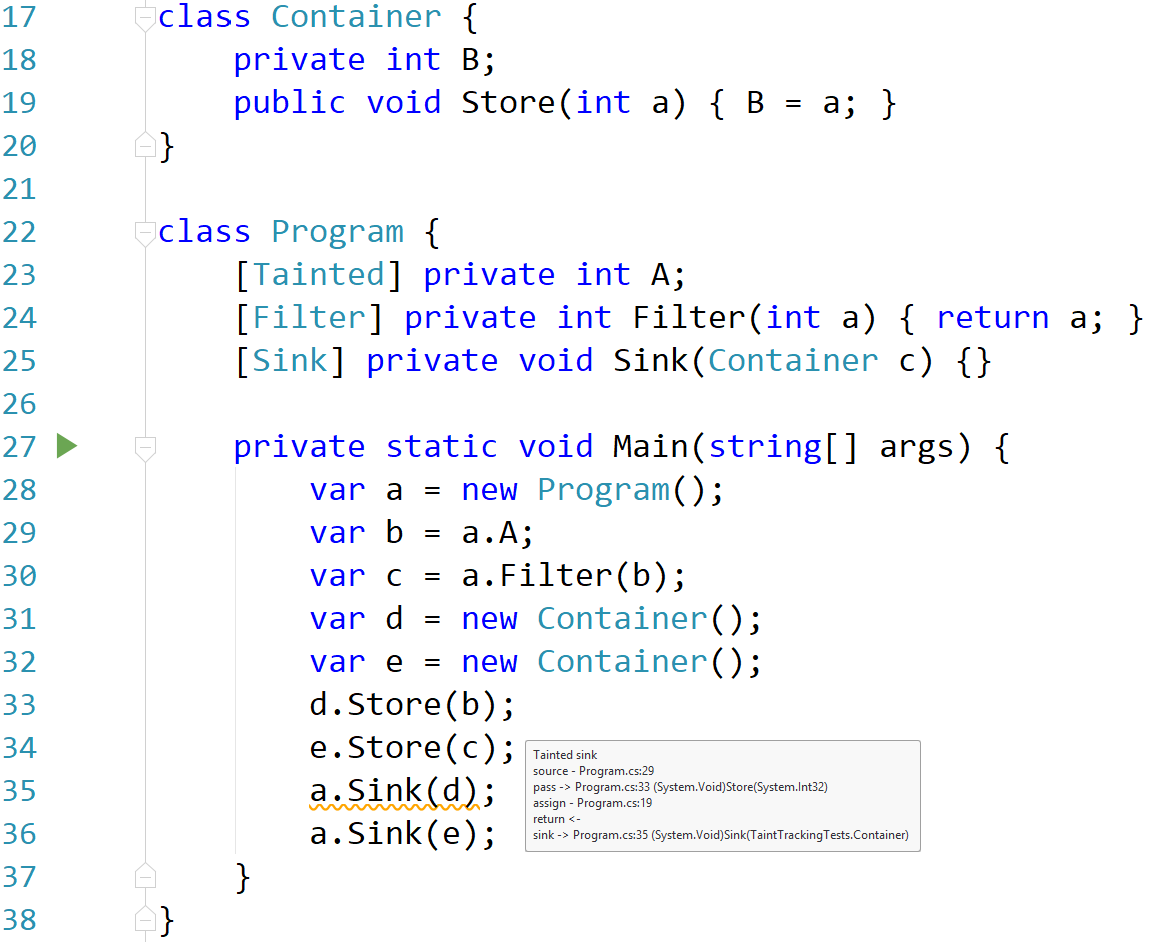 17 class Container {
18 private int B;
19 public void Store(int a) { B = a; }
20 }
21
22 class Program {
23 [Tainted] private int A;
24 [Filter] private int Filter(int a) { return a; }
25 [Sink] private void Sink(Container c) {}
26
27 private static void Main(string[] args) {
28 var a = new Program();
29 var b = a.A;
30 var c = a.Filter(b);
31 var d = new Container();
32 var e = new Container();
33 d.Store(b);
34 e.Store(c);
35 a.Sink(d);
36 a.Sink(e);
37 }
38 }
Tainted sink
source - Program.cs:29
pass -> Program.cs:33 (System.Void)Store(System.Int32)
assign - Program.cs:19
return <-
sink -> Program.cs:35 (System.Void)Sink(TaintTrackingTests.Container)